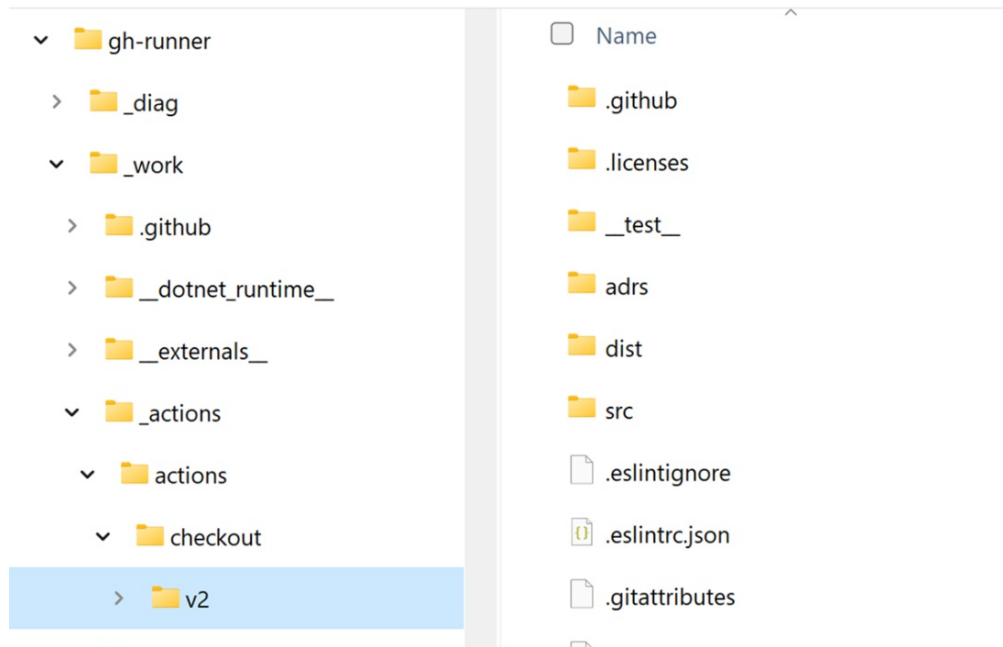 gh-runner
_diag
_work
.github
__dotnet_runtime__
__externals__
_actions
actions
checkout
v2
Name
.github
.licenses
__test__
adrs
dist
src
.eslintignore
.eslintrc.json
.gitattributes